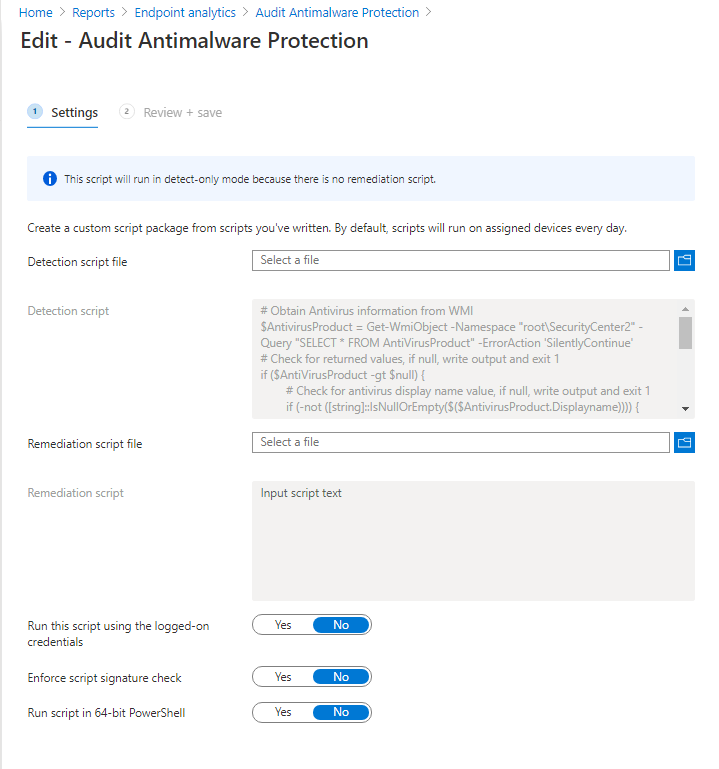 Home > Reports > Endpoint analytics > Audit Antimalware Protection >
Edit - Audit Antimalware Protection
1 Settings 2 Review + save
This script will run in detect-only mode because there is no remediation script.
Create a custom script package from scripts you've written. By default, scripts will run on assigned devices every day.
Detection script file Select a file
Detection script
# Obtain Antivirus information from WMI
$AntivirusProduct = Get-WmiObject -Namespace "root\SecurityCenter2" -
Query "SELECT * FROM AntiVirusProduct" -ErrorAction 'SilentlyContinue'
# Check for returned values, if null, write output and exit 1
if ($AntiVirusProduct -gt $null) {
# Check for antivirus display name value, if null, write output and exit 1
if (-not ([string]::IsNullOrEmpty($($AntivirusProduct.Displayname)))) {
Remediation script file Select a file
Remediation script Input script text
Run this script using the logged-on
credentials
Yes No
Enforce script signature check Yes No
Run script in 64-bit PowerShell Yes No